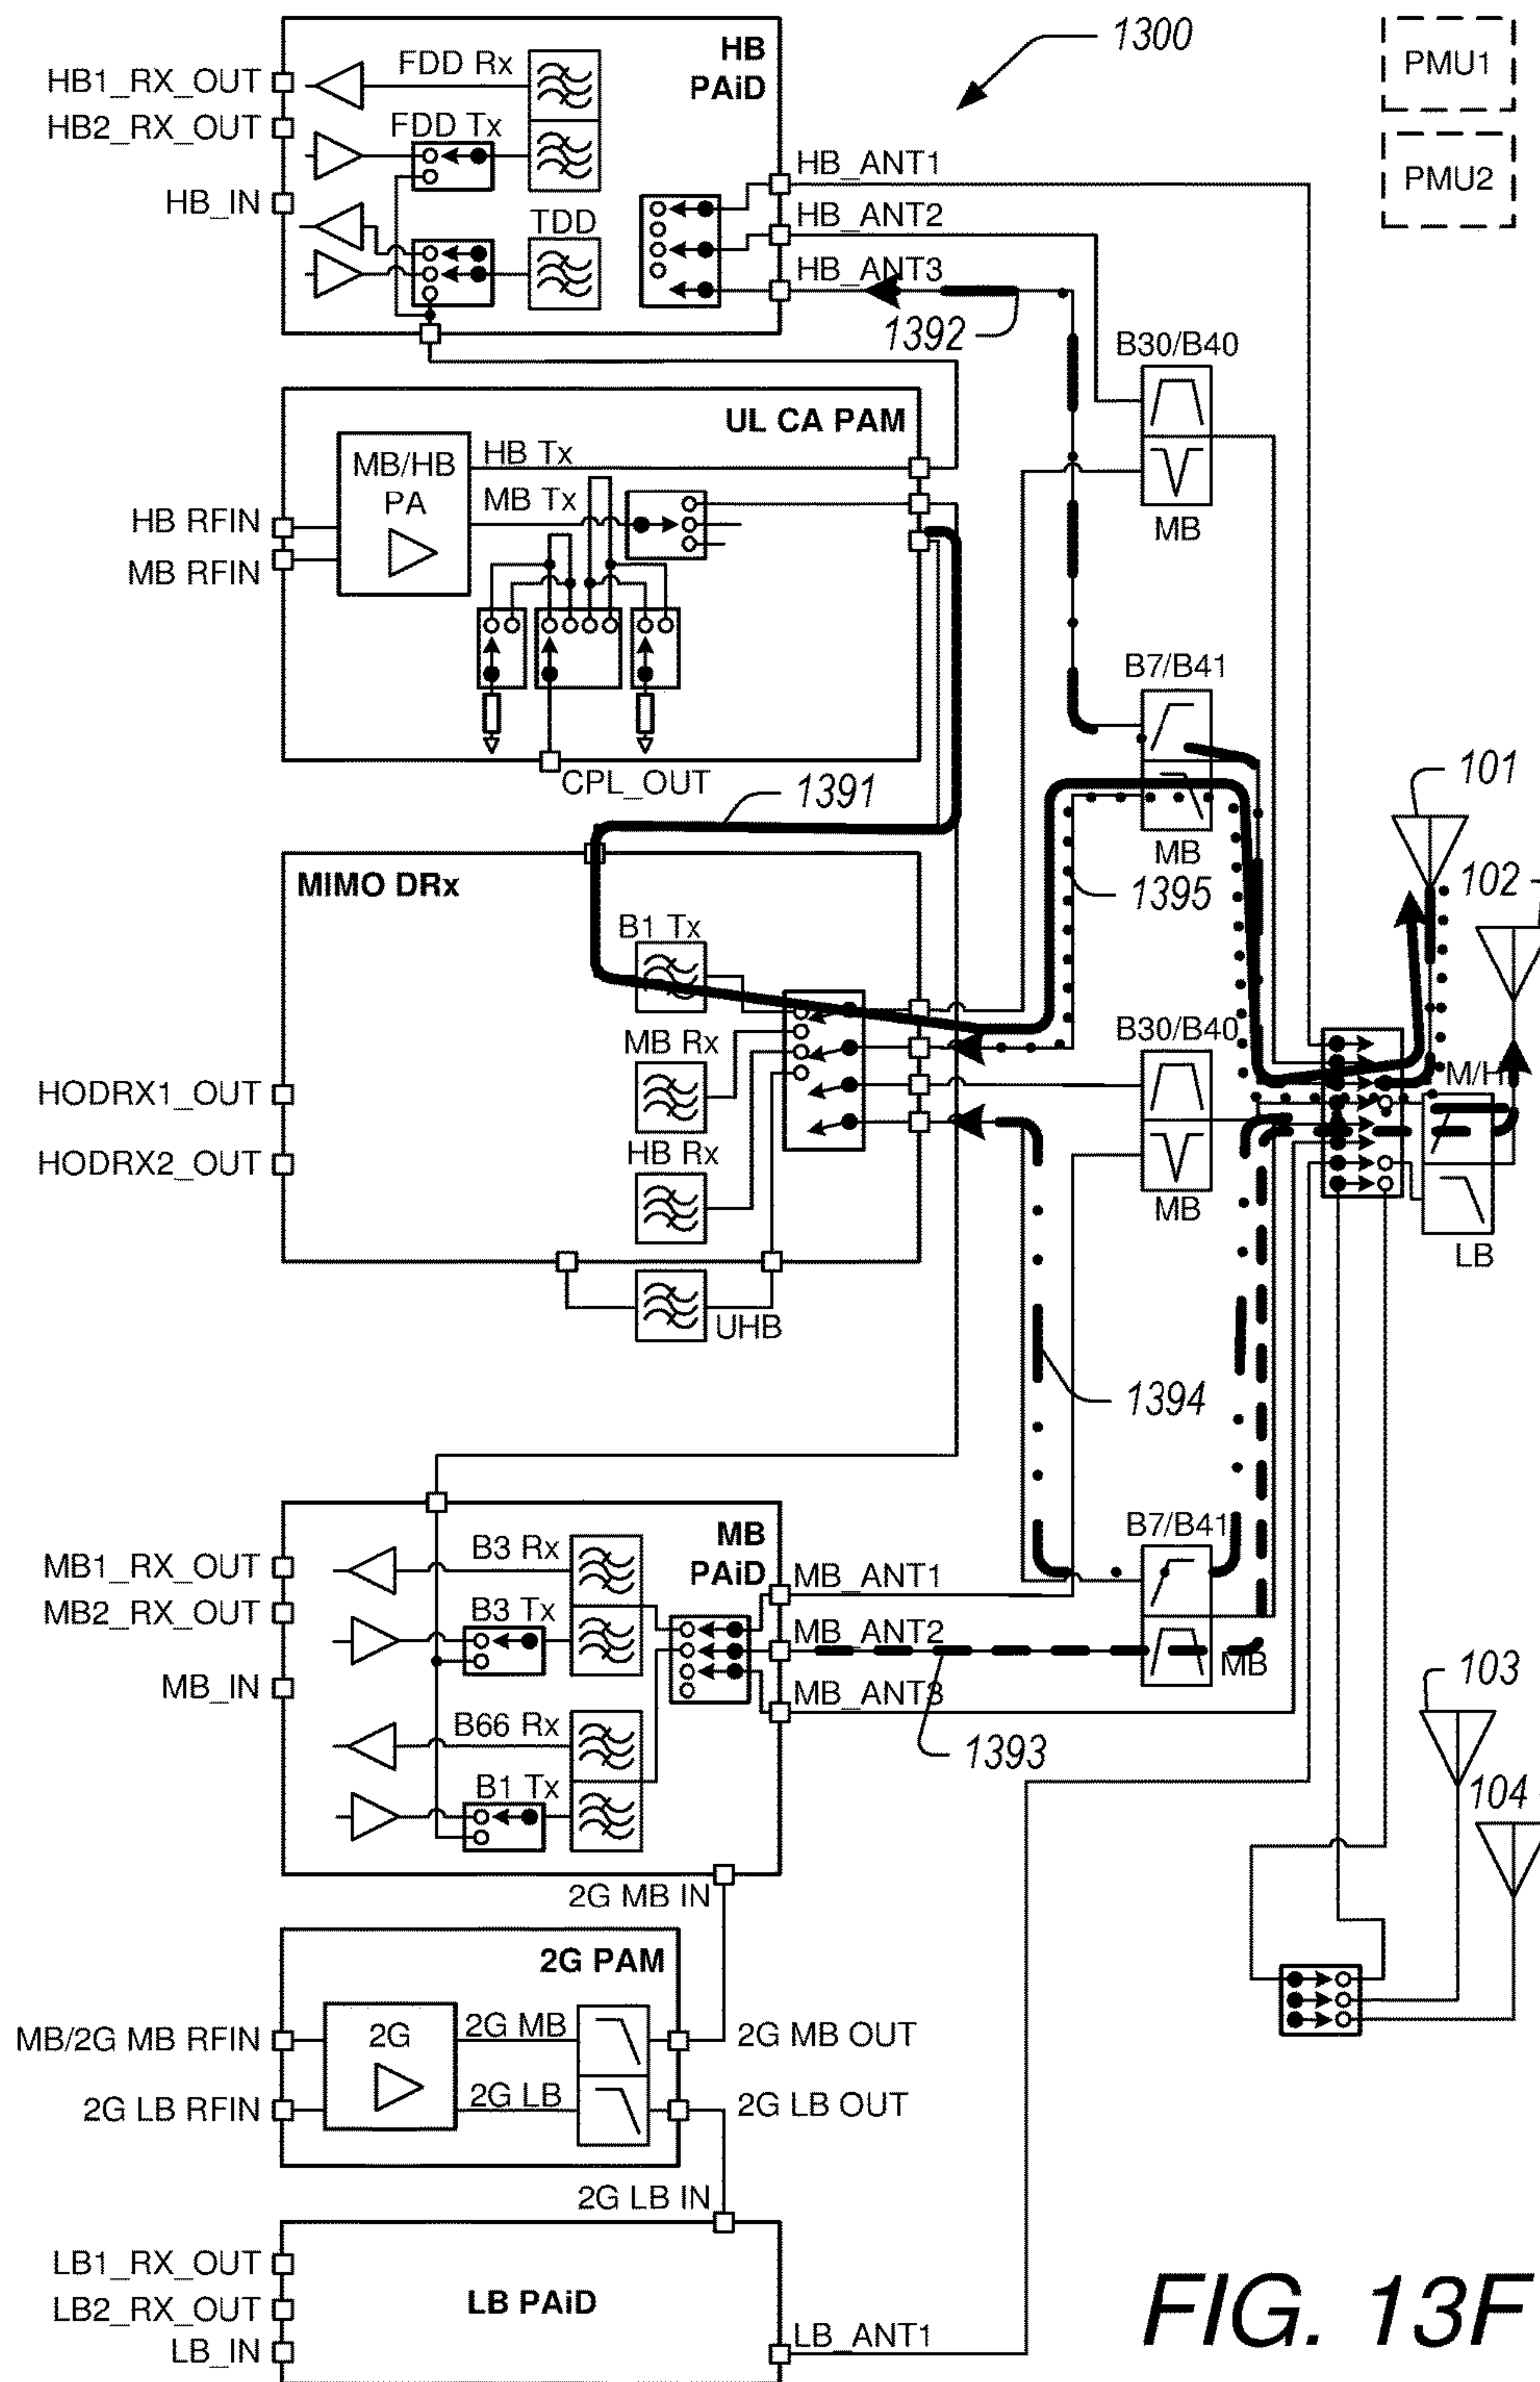 1300
HB
PAiD
PMU1
PMU2
HB1_RX_OUT
HB2_RX_OUT
HB_IN
FDD Rx
FDD Tx
TDD
HB_ANT1
HB_ANT2
HB_ANT3
1392
B30/B40
MB
UL CA PAM
MB/HB
PA
HB Tx
MB Tx
HB RFIN
MB RFIN
CPL_OUT
B7/B41
MB
1391
1395
101
102
MIMO DRx
B1 Tx
MB Rx
HB Rx
HODRX1_OUT
HODRX2_OUT
UHB
B30/B40
MB
M/H
LB
1394
MB
PAiD
MB1_RX_OUT
MB2_RX_OUT
MB_IN
B3 Rx
B3 Tx
B66 Rx
B1 Tx
MB_ANT1
MB_ANT2
MB_ANT3
B7/B41
MB
1393
103
104
2G MB IN
2G PAM
MB/2G MB RFIN
2G LB RFIN
2G
2G MB
2G LB
2G MB OUT
2G LB OUT
2G LB IN
LB1_RX_OUT
LB2_RX_OUT
LB_IN
LB PAiD
LB_ANT1
FIG. 13F